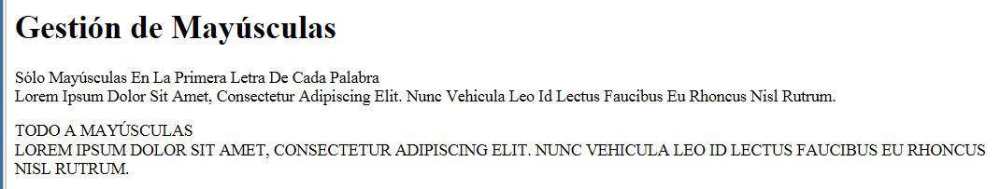 Gestión de Mayúsculas
Sólo Mayúsculas En La Primera Letra De Cada Palabra
Lorem Ipsum Dolor Sit Amet, Consectetur Adipiscing Elit. Nunc Vehicula Leo Id Lectus Faucibus Eu Rhoncus Nisl Rutrum.
TODO A MAYÚSCULAS
LOREM IPSUM DOLOR SIT AMET, CONSECTETUR ADIPISCING ELIT. NUNC VEHICULA LEO ID LECTUS FAUCIBUS EU RHONCUS
NISL RUTRUM.